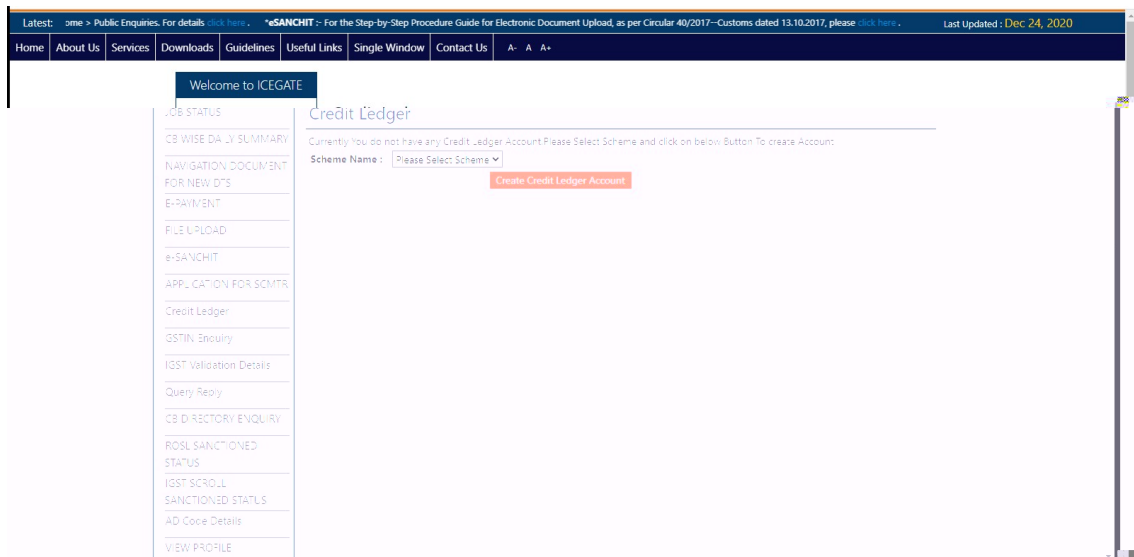 Latest: ome > Public Enquiries. For details click here . *eSANCHIT :- For the Step-by-Step Procedure Guide for Electronic Document Upload, as per Circular 40/2017--Customs dated 13.10.2017, please click here . Last Updated : Dec 24, 2020
Home About Us Services Downloads Guidelines Useful Links Single Window Contact Us A- A A+
Welcome to ICEGATE
JOB STATUS
CB WISE DAILY SUMMARY
NAVIGATION DOCUMENT
FOR NEW DTS
E-PAYMENT
FILE UPLOAD
e-SANCHIT
APPLICATION FOR SCMTR
Credit Ledger
GSTIN Enquiry
IGST Validation Details
Query Reply
CB DIRECTORY ENQUIRY
ROSL SANCTIONED
STATUS
IGST SCROLL
SANCTIONED STATUS
AD Code Details
VIEW PROFILE
Credit Ledger
Currently You do not have any Credit Ledger Account Please Select Scheme and click on below Button To create Account
Scheme Name : Please Select Scheme
Create Credit Ledger Account